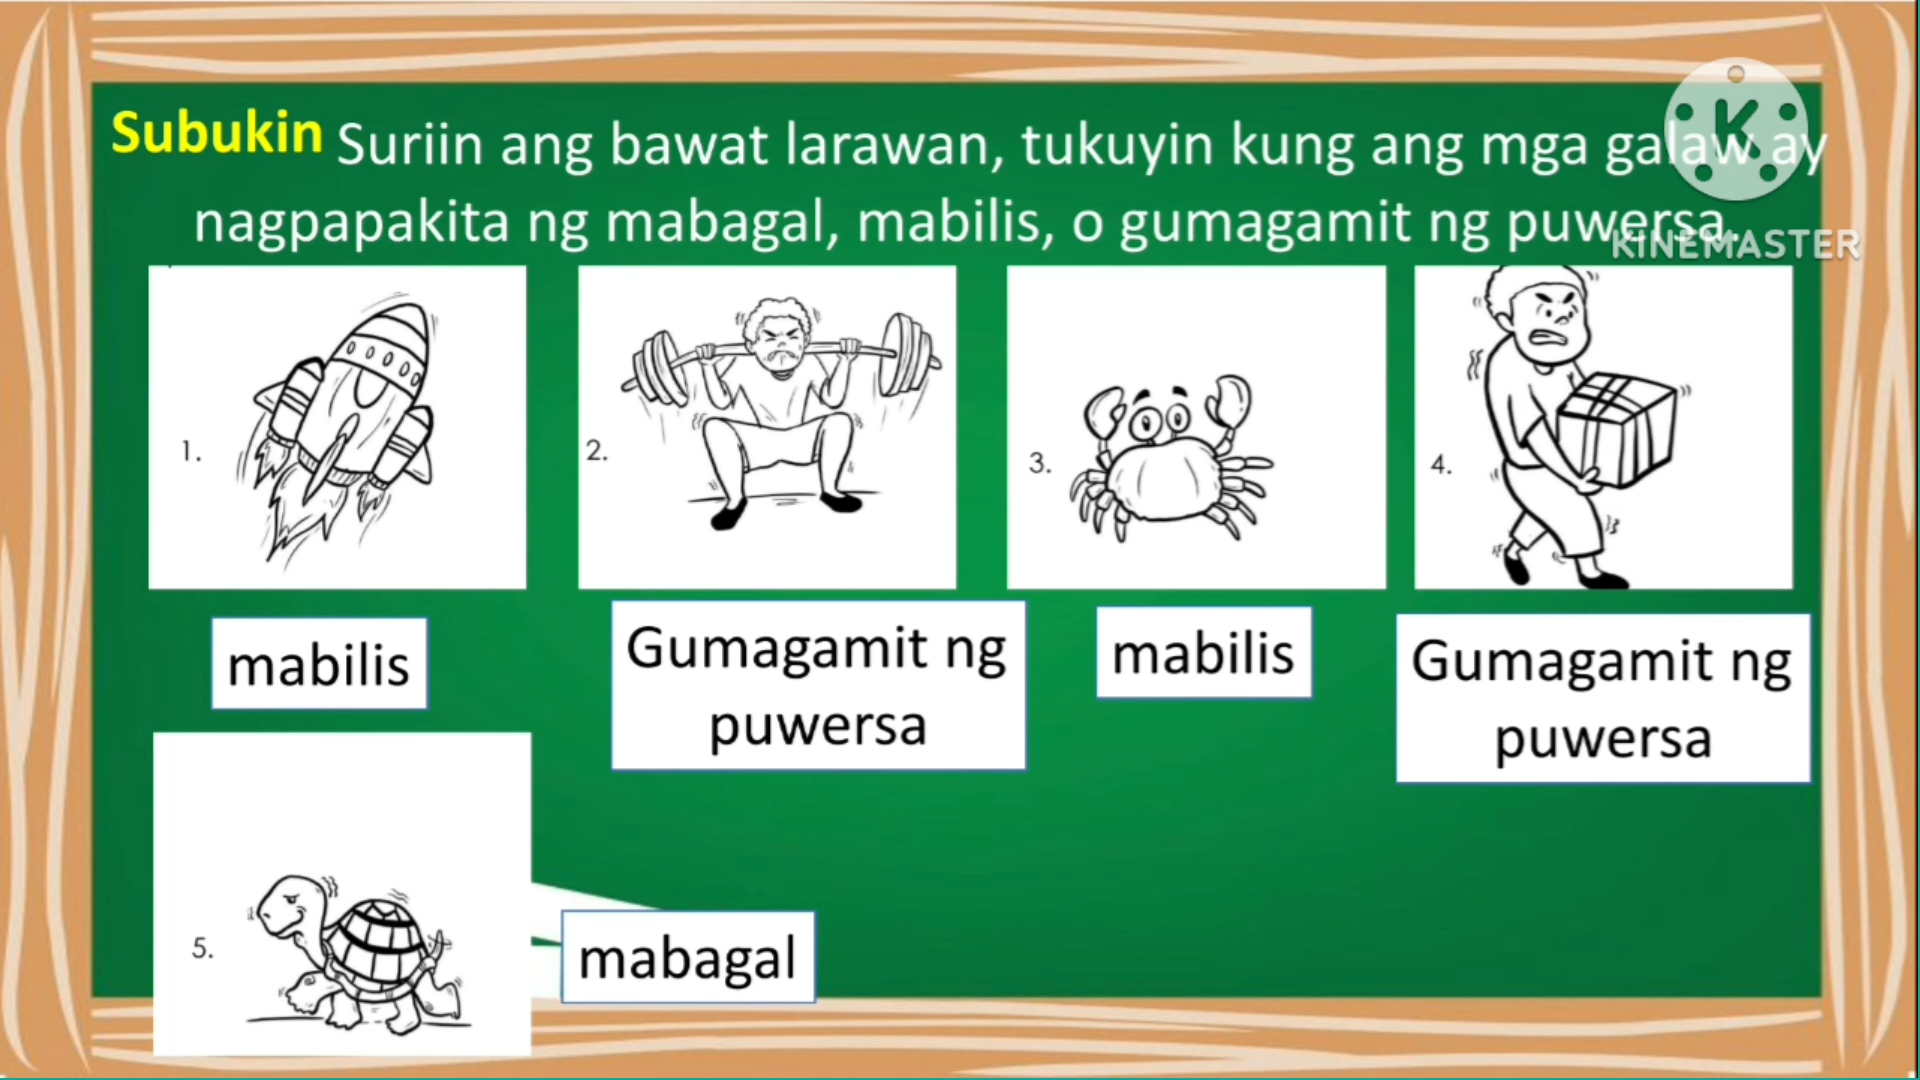 Subukin Suriin ang bawat larawan, tukuyin kung ang mga galaw ay
nagpapakita ng mabagal, mabilis, o gumagamit ng puwersa.
K
KINEMASTER
1.
2.
3.
4.
mabilis
Gumagamit ng
puwersa
mabilis
Gumagamit ng
puwersa
5.
mabagal